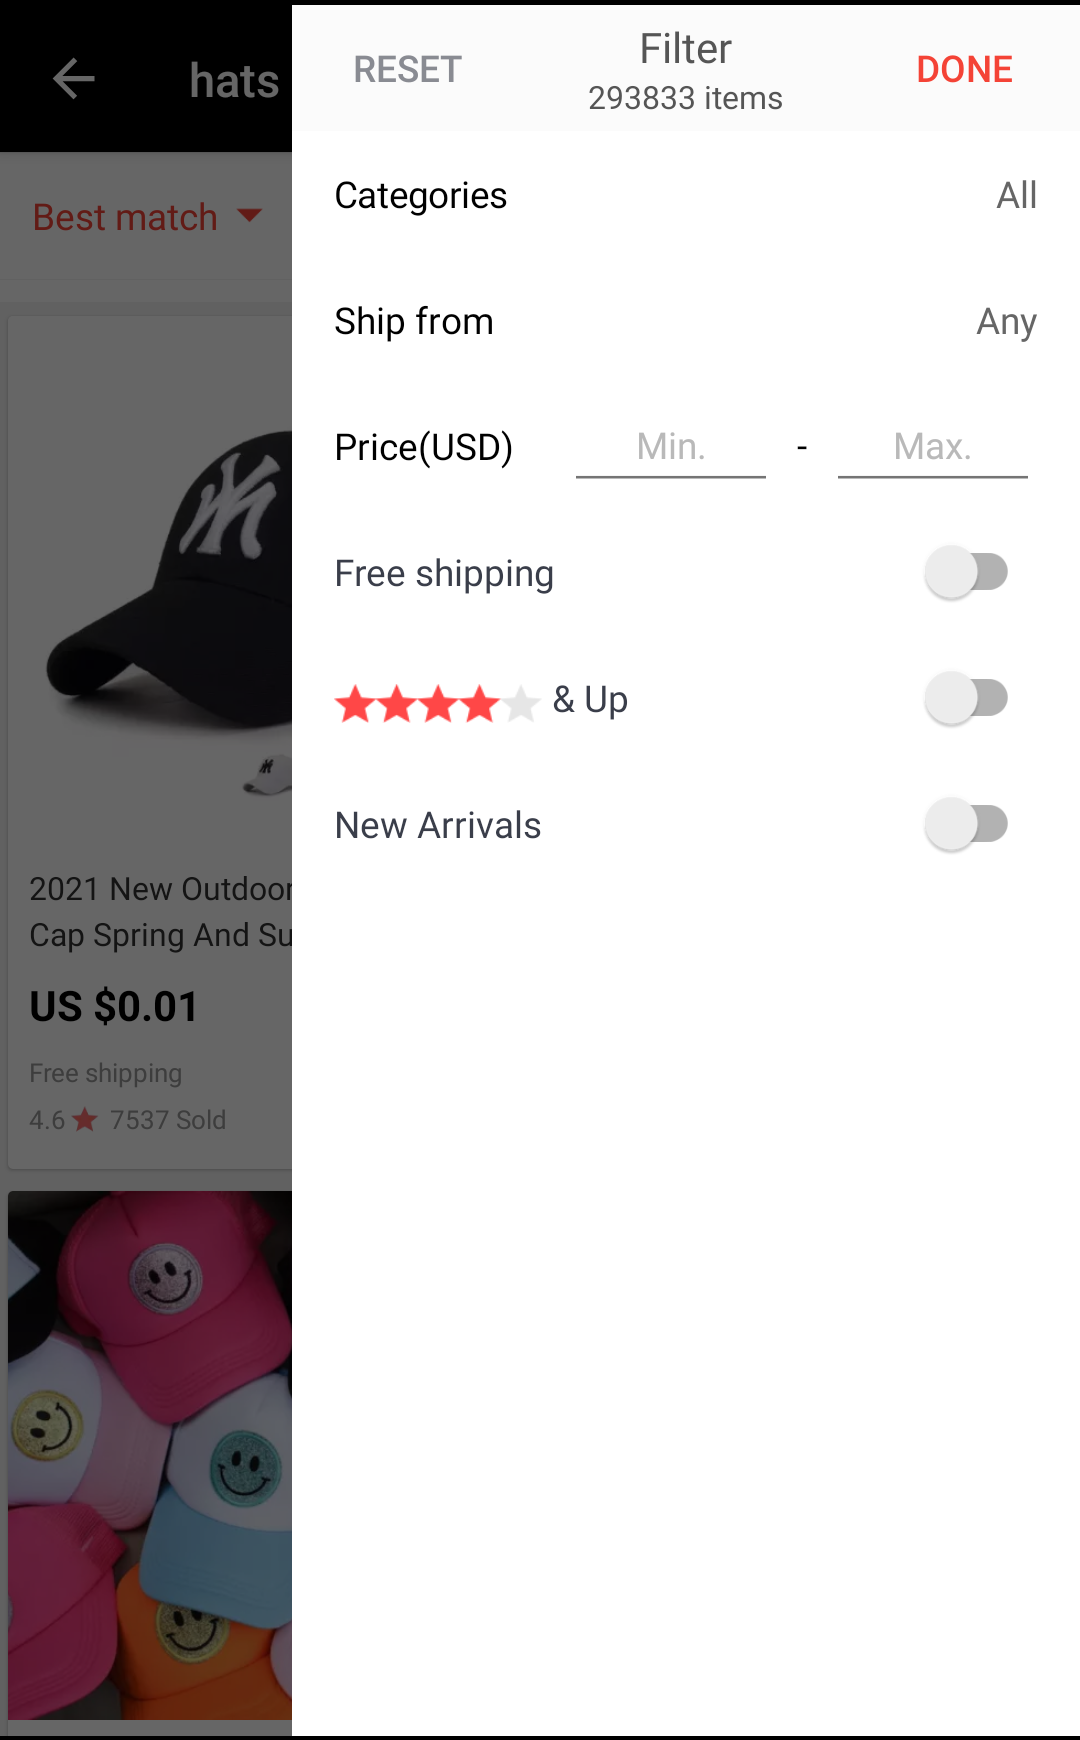 hats
Best match
RESET
Filter
DONE
293833 items
Categories
All
Ship from
Any
Price(USD)
Min.
-
Max.
Free shipping
& Up
New Arrivals
2021 New Outdoor
Cap Spring And Su
US $0.01
Free shipping
4.6 7537 Sold